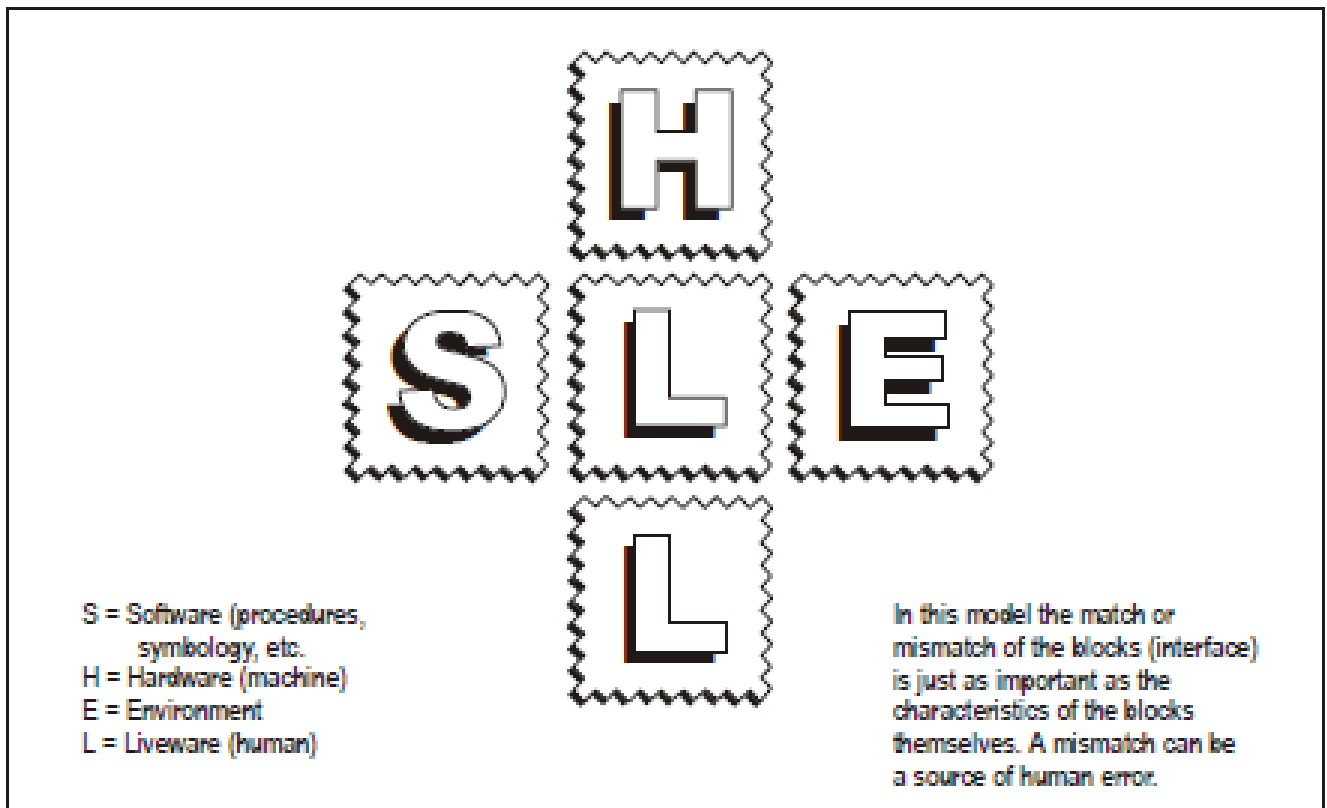 H
S L E
L
S = Software (procedures,
symbology, etc.
H = Hardware (machine)
E = Environment
L = Liveware (human)
In this model the match or
mismatch of the blocks (interface)
is just as important as the
characteristics of the blocks
themselves. A mismatch can be
a source of human error.